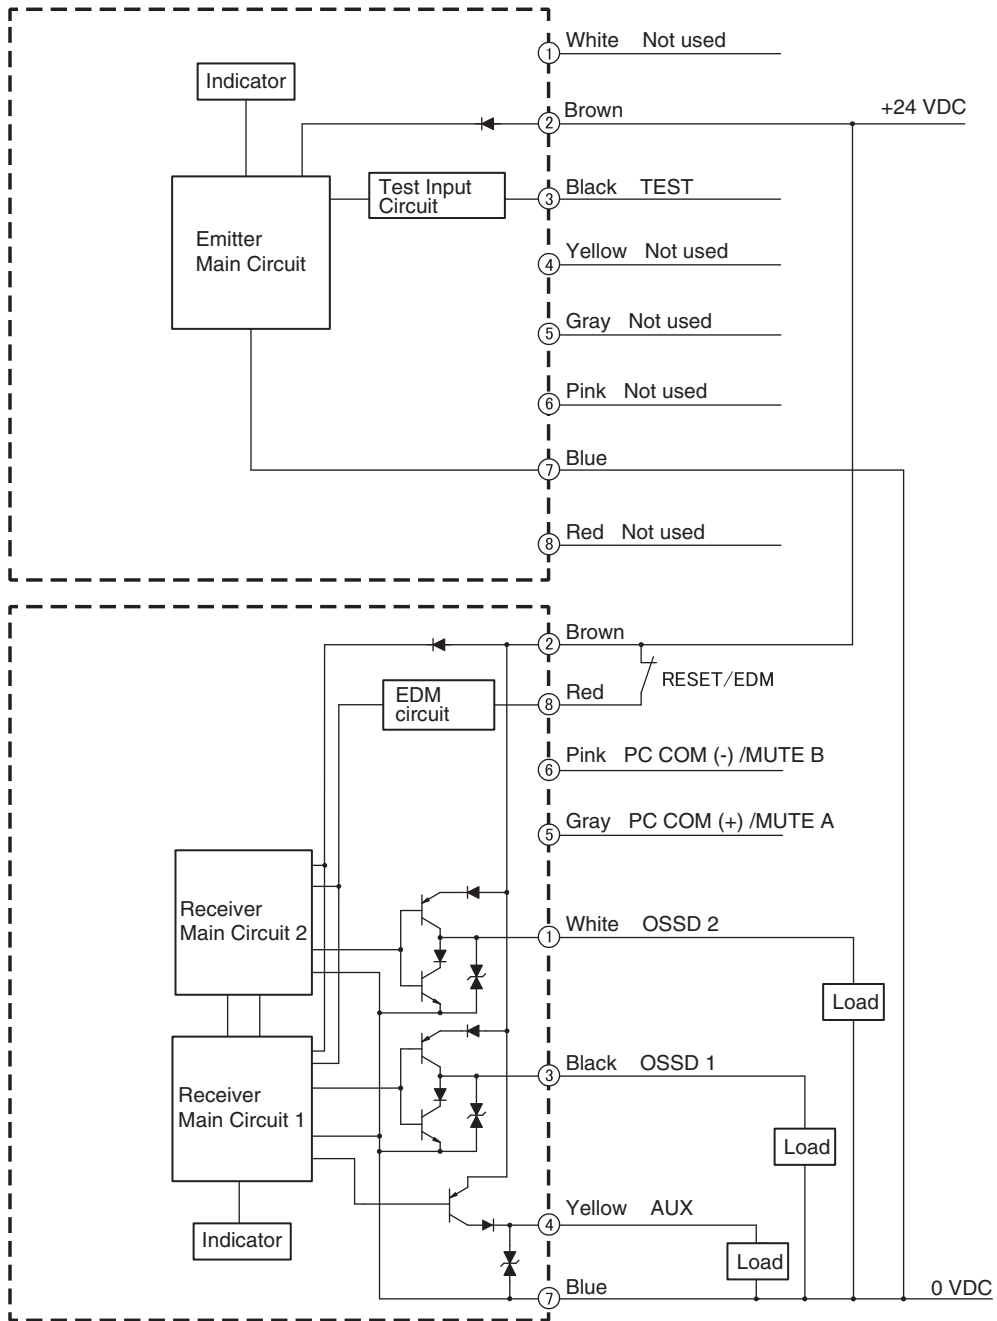 1 White Not used
Indicator
2 Brown +24 VDC
Test Input
Circuit
3 Black TEST
Emitter
Main Circuit
4 Yellow Not used
5 Gray Not used
6 Pink Not used
7 Blue
8 Red Not used
2 Brown
RESET/EDM
EDM
circuit
8 Red
6 Pink PC COM (-) /MUTE B
5 Gray PC COM (+) /MUTE A
Receiver
Main Circuit 2
1 White OSSD 2
Load
3 Black OSSD 1
Receiver
Main Circuit 1
Load
4 Yellow AUX
Indicator
Load
7 Blue 0 VDC